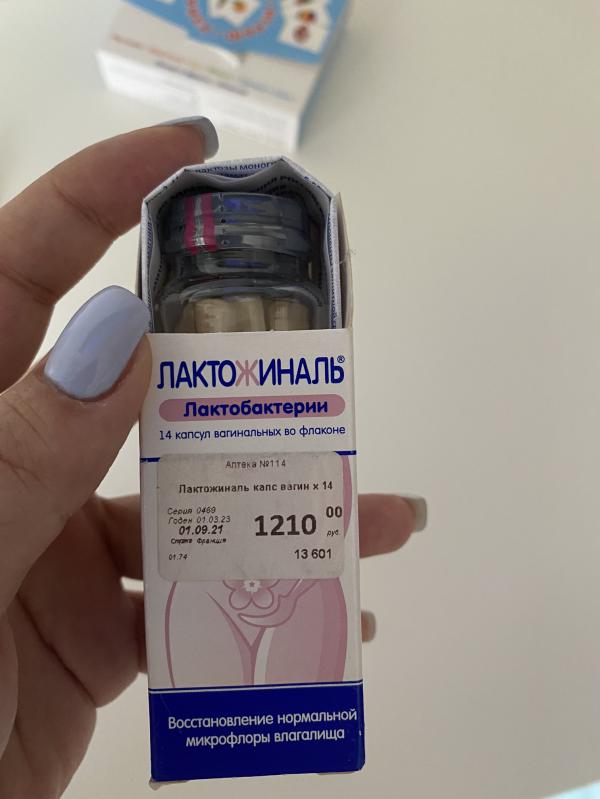 ЛАКТОЖИНАЛЬ®
Лактобактерии
14 капсул вагинальных во флаконе
Аптека №114
Лактожиналь капс вагин х 14
Серия 0469
Годен 01.03.23
01.09.21
Страна Франция
01.74
1210 00
руб.
13 601
Восстановление нормальной
микрофлоры влагалища